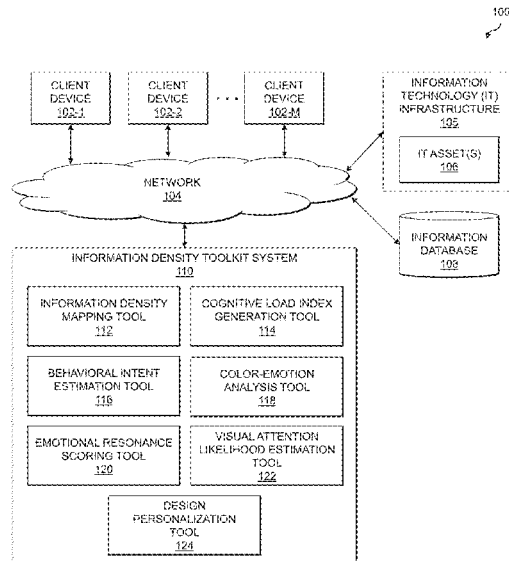 100
CLIENT
DEVICE
102-1
CLIENT
DEVICE
102-2
. . .
CLIENT
DEVICE
102-M
INFORMATION
TECHNOLOGY (IT)
INFRASTRUCTURE
105
IT ASSET(S)
106
NETWORK
104
INFORMATION
DATABASE
108
INFORMATION DENSITY TOOLKIT SYSTEM
110
INFORMATION DENSITY
MAPPING TOOL
112
COGNITIVE LOAD INDEX
GENERATION TOOL
114
BEHAVIORAL INTENT
ESTIMATION TOOL
116
COLOR-EMOTION
ANALYSIS TOOL
118
EMOTIONAL RESONANCE
SCORING TOOL
120
VISUAL ATTENTION
LIKELIHOOD ESTIMATION
TOOL
122
DESIGN
PERSONALIZATION
TOOL
124